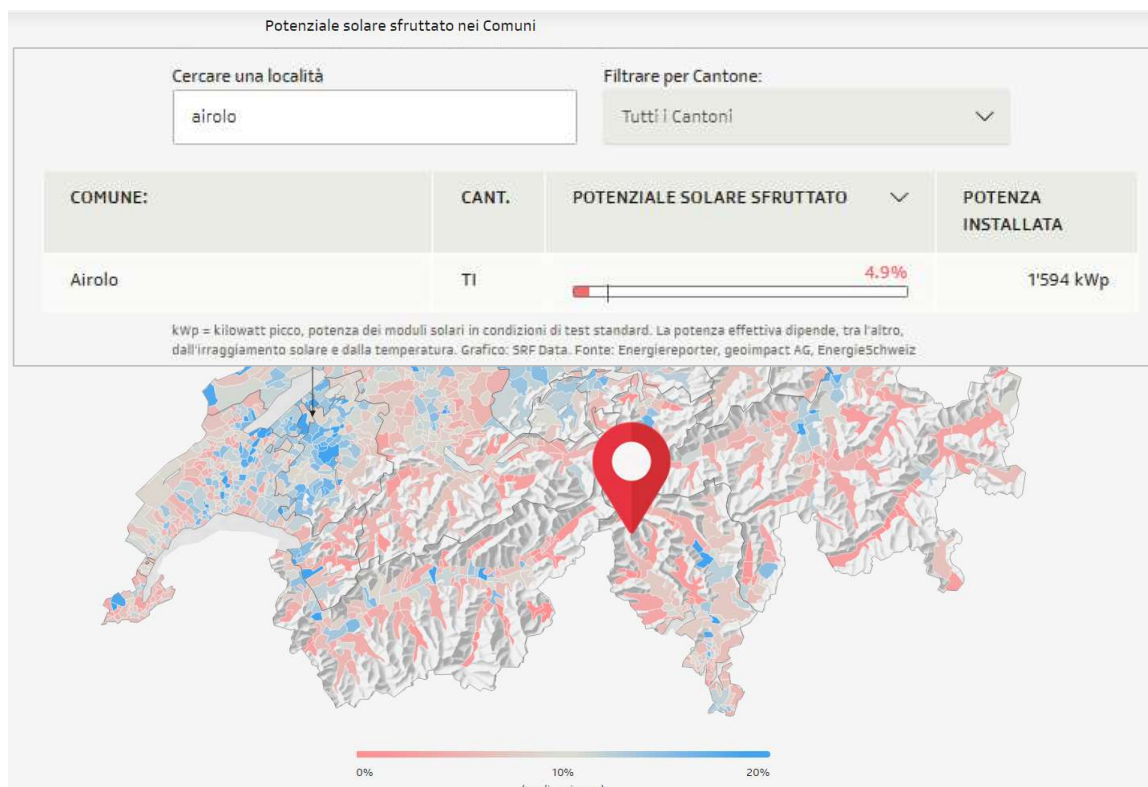 Potenziale solare sfruttato nei Comuni
Cercare una località
Filtrare per Cantone:
airolo
Tutti i Cantoni
COMUNE:
CANT.
POTENZIALE SOLARE SFRUTTATO
POTENZA
INSTALLATA
Airolo
TI
4.9%
1'594 kWp
kWp = kilowatt picco, potenza dei moduli solari in condizioni di test standard. La potenza effettiva dipende, tra l'altro,
dall'irraggiamento solare e dalla temperatura. Grafico: SRF Data. Fonte: Energiereporter, geoimpact AG, EnergieSchweiz
0%
10%
20%